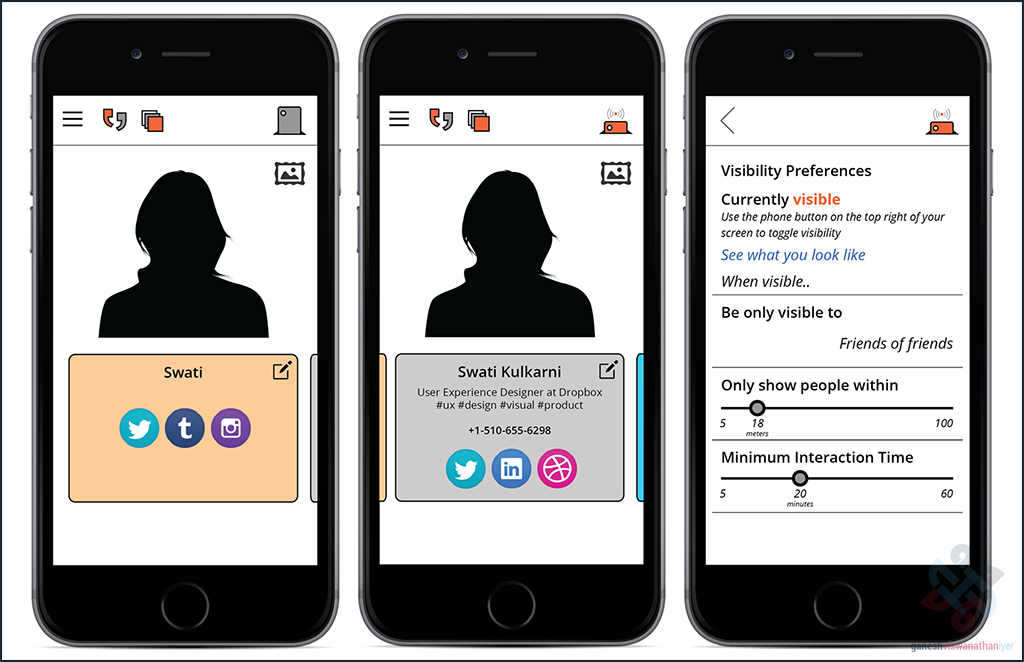 Swati
t
Swati Kulkarni
User Experience Designer at Dropbox
#ux #design #visual #product
+1-510-655-6298
in
Visibility Preferences
Currently visible
Use the phone button on the top right of your
screen to toggle visibility
See what you look like
When visible..
Be only visible to
Friends of friends
Only show people within
5 18 100
meters
Minimum Interaction Time
5 20 60
minutes
ganeshviswanathaniyer